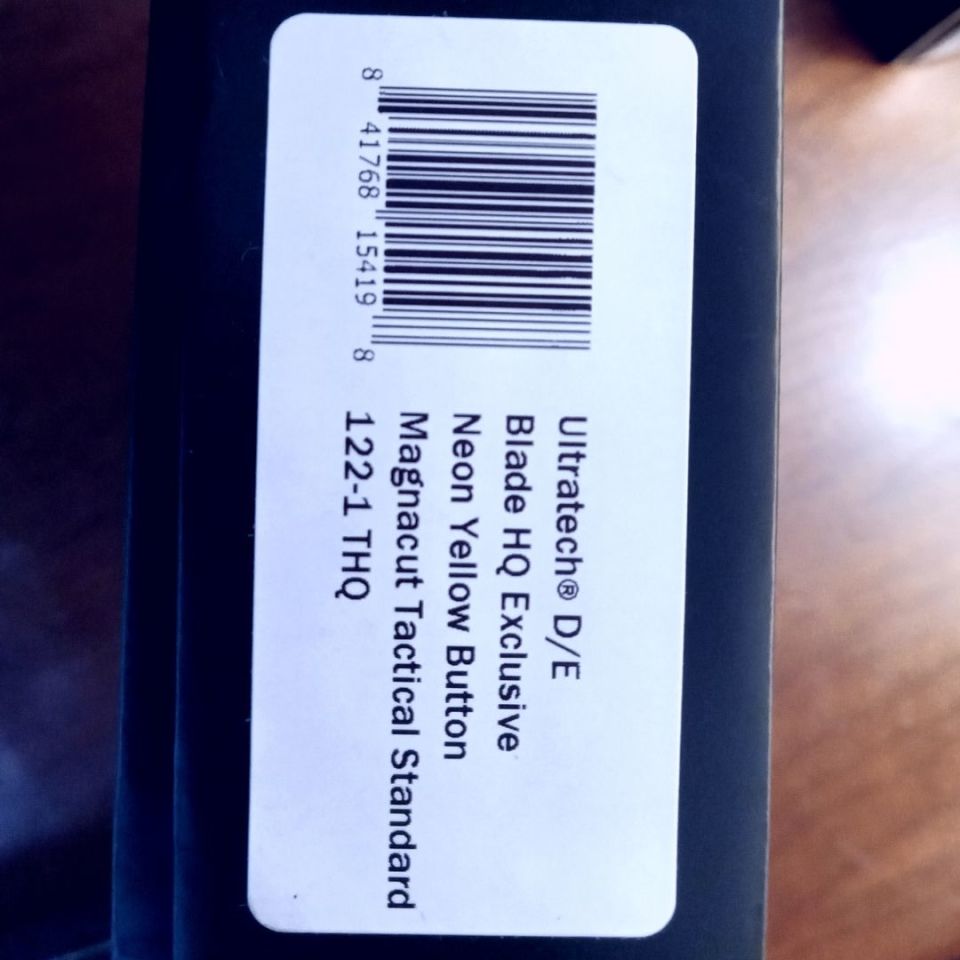 8 41768 15419 8
Ultratech® D/E
Blade HQ Exclusive
Neon Yellow Button
Magnacut Tactical Standard
122-1 THQ